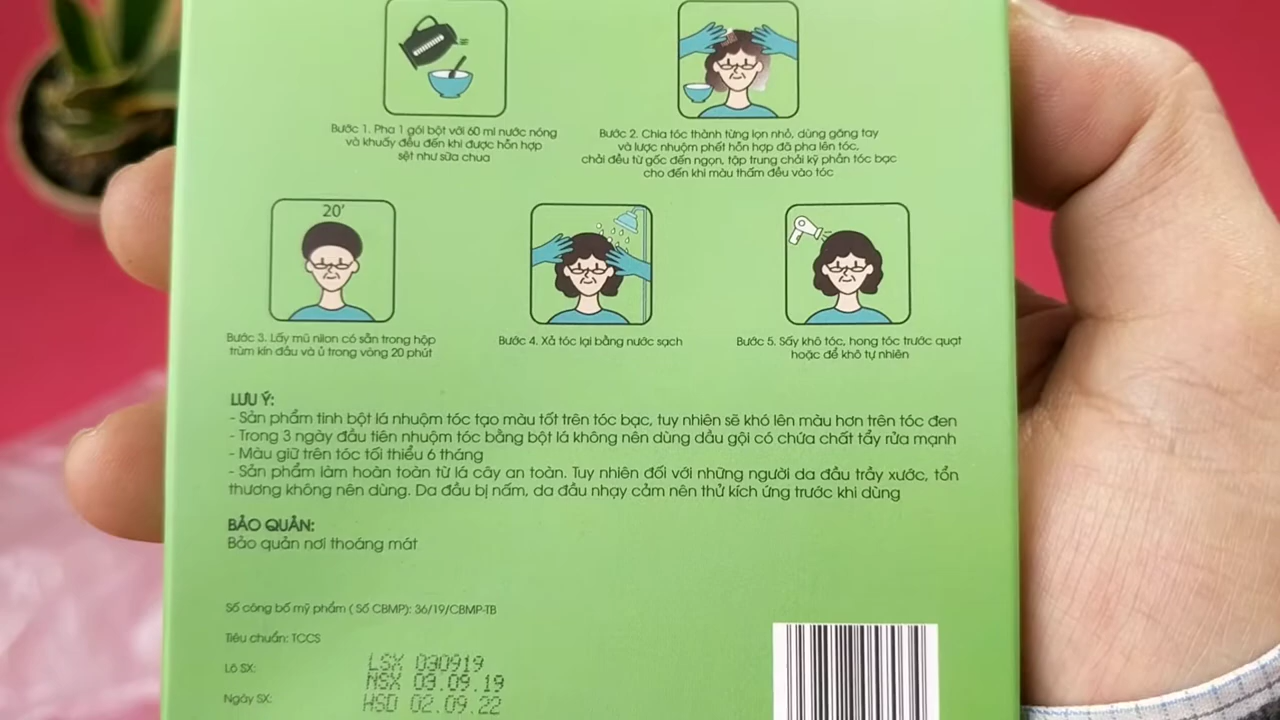 Bước 1. Pha 1 gói bột với 60 ml nước nóng
và khuấy đều đến khi được hỗn hợp
sệt như sữa chua
Bước 2. Chia tóc thành từng lọn nhỏ, dùng găng tay
và lược nhuộm phết hỗn hợp đã pha lên tóc,
chải đều từ gốc đến ngọn, tập trung chải kỹ phần tóc bạc
cho đến khi màu thấm đều vào tóc
20'
Bước 3. Lấy mũ nilon có sẵn trong hộp
trùm kín đầu và ủ trong vòng 20 phút
Bước 4. Xả tóc lại bằng nước sạch
Bước 5. Sấy khô tóc, hong tóc trước quạt
hoặc để khô tự nhiên
LƯU Ý:
- Sản phẩm tinh bột lá nhuộm tóc tạo màu tốt trên tóc bạc, tuy nhiên sẽ khó lên màu hơn trên tóc đen
- Trong 3 ngày đầu tiên nhuộm tóc bằng bột lá không nên dùng dầu gội có chứa chất tẩy rửa mạnh
- Màu giữ trên tóc tối thiểu 6 tháng
- Sản phẩm làm hoàn toàn từ lá cây an toàn. Tuy nhiên đối với những người da đầu trầy xước, tổn
thương không nên dùng. Da đầu bị nấm, da đầu nhạy cảm nên thử kích ứng trước khi dùng
BẢO QUẢN:
Bảo quản nơi thoáng mát
Số công bố mỹ phẩm ( Số CBMP): 36/19/CBMP-TB
Tiêu chuẩn: TCCS
Lô SX: LSX 030919
NSX 03.09.19
Ngày SX: HSD 02.09.22